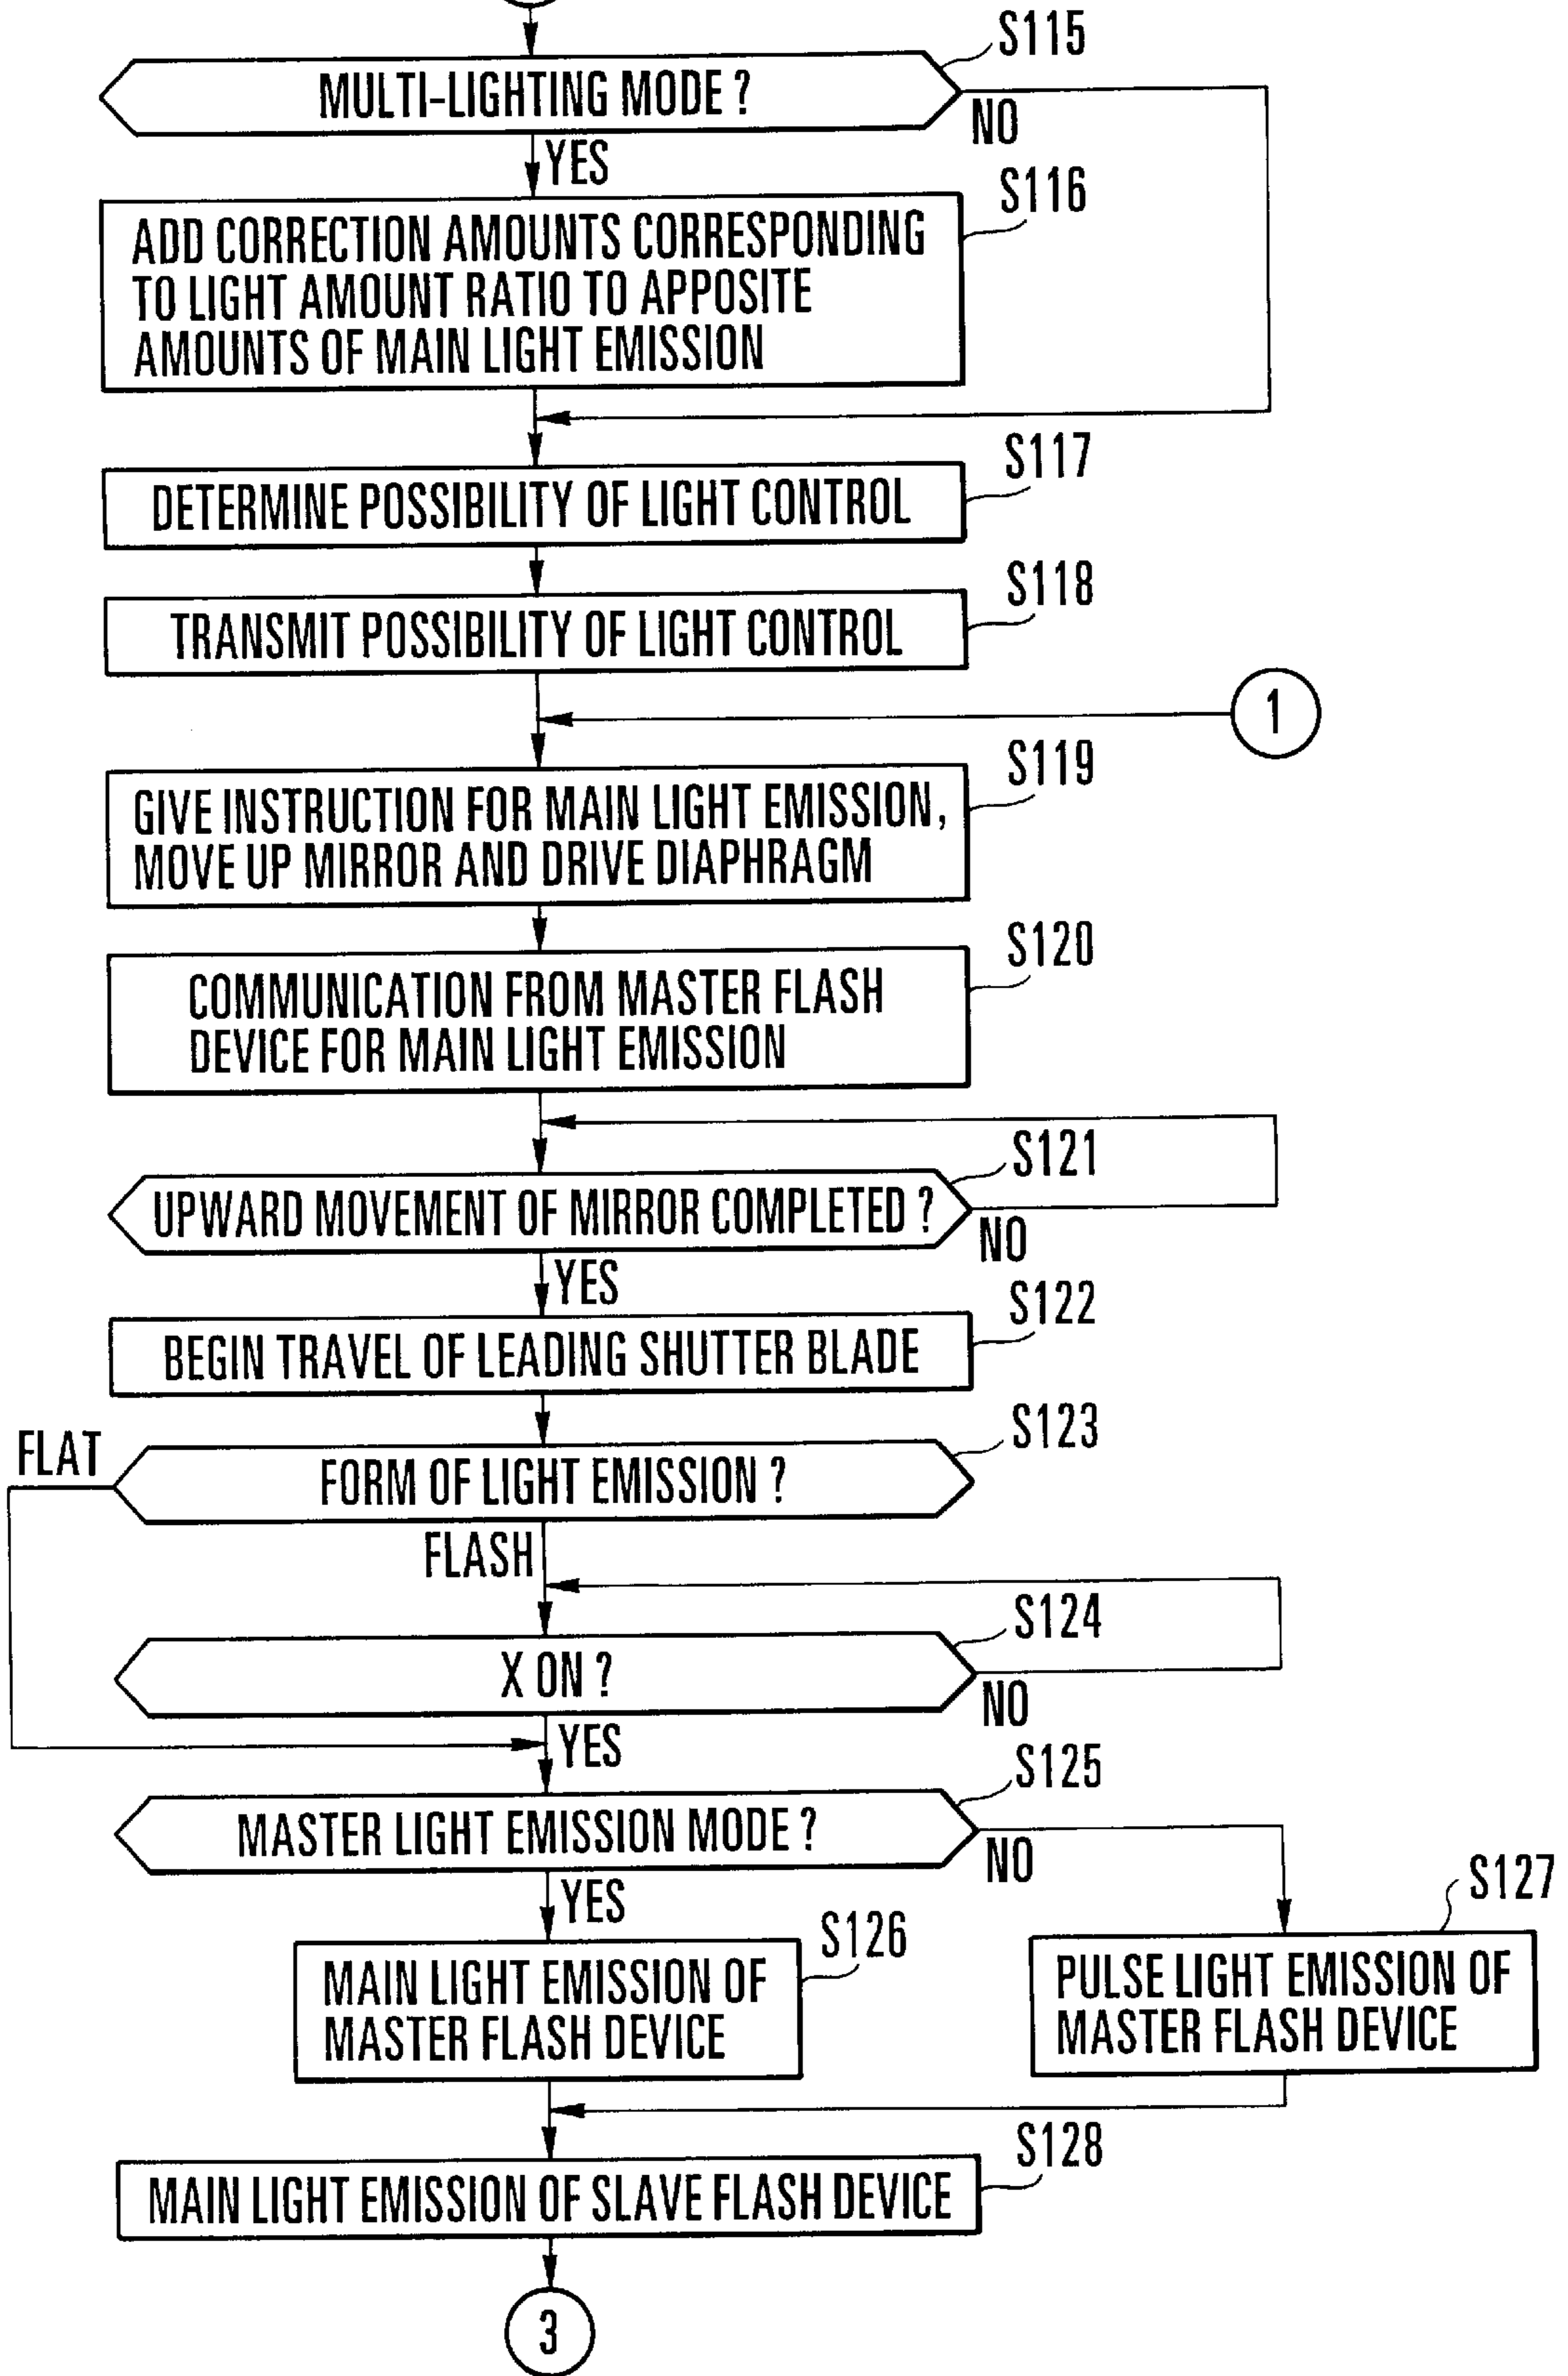 S115
MULTI-LIGHTING MODE ?
NO
YES
S116
ADD CORRECTION AMOUNTS CORRESPONDING
TO LIGHT AMOUNT RATIO TO APPOSITE
AMOUNTS OF MAIN LIGHT EMISSION
S117
DETERMINE POSSIBILITY OF LIGHT CONTROL
S118
TRANSMIT POSSIBILITY OF LIGHT CONTROL
1
S119
GIVE INSTRUCTION FOR MAIN LIGHT EMISSION,
MOVE UP MIRROR AND DRIVE DIAPHRAGM
S120
COMMUNICATION FROM MASTER FLASH
DEVICE FOR MAIN LIGHT EMISSION
S121
UPWARD MOVEMENT OF MIRROR COMPLETED ?
NO
YES
S122
BEGIN TRAVEL OF LEADING SHUTTER BLADE
S123
FLAT
FORM OF LIGHT EMISSION ?
FLASH
S124
X ON ?
NO
YES
S125
MASTER LIGHT EMISSION MODE ?
NO
YES
S127
S126
MAIN LIGHT EMISSION OF
MASTER FLASH DEVICE
PULSE LIGHT EMISSION OF
MASTER FLASH DEVICE
S128
MAIN LIGHT EMISSION OF SLAVE FLASH DEVICE
3